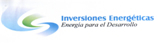 Inversiones Energéticas
Energía para el Desarrollo